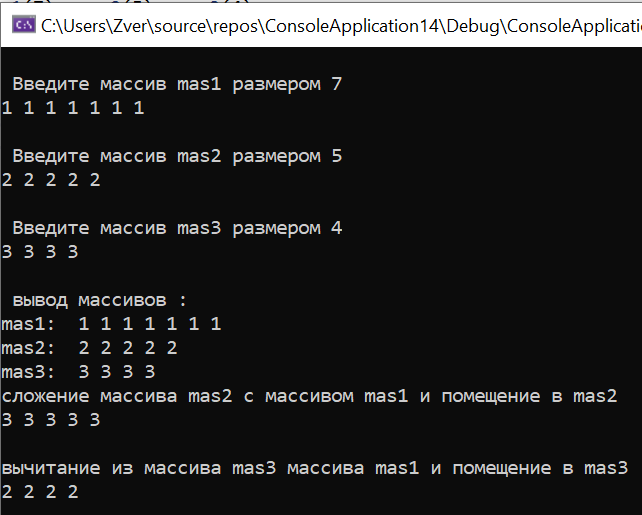 C:\Users\Zver\source\repos\ConsoleApplication14\Debug\ConsoleApplicatio
Введите массив mas1 размером 7
1 1 1 1 1 1 1
Введите массив mas2 размером 5
2 2 2 2 2
Введите массив mas3 размером 4
3 3 3 3
вывод массивов :
mas1:  1 1 1 1 1 1 1
mas2:  2 2 2 2 2
mas3:  3 3 3 3
сложение массива mas2 с массивом mas1 и помещение в mas2
3 3 3 3 3
вычитание из массива mas3 массива mas1 и помещение в mas3
2 2 2 2